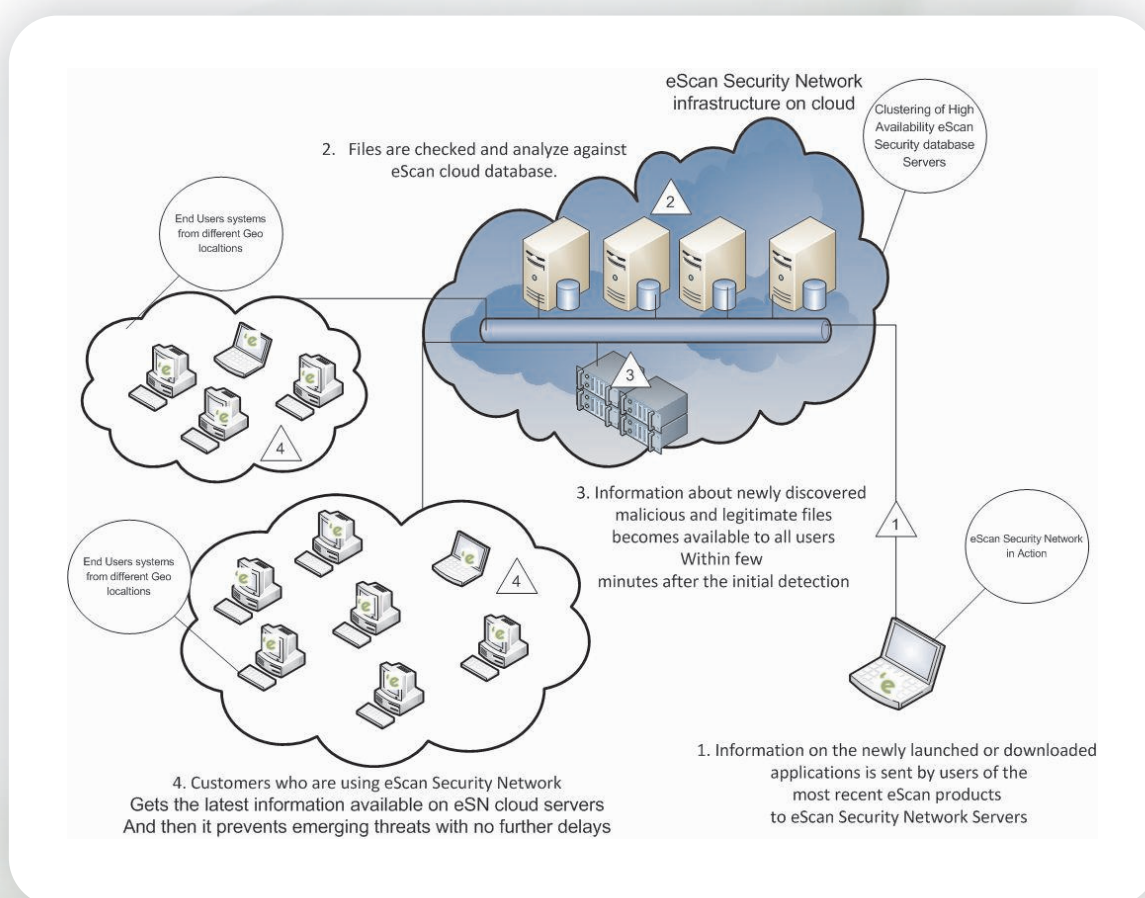 eScan Security Network
infrastructure on cloud
Clustering of High
Availability eScan
Security database
Servers
2. Files are checked and analyze against
eScan cloud database.
2
End Users systems
from different Geo
localtions
3
4
3. Information about newly discovered
malicious and legitimate files
becomes available to all users
Within few
minutes after the initial detection
1
eScan Security Network
in Action
End Users systems
from different Geo
localtions
4
1. Information on the newly launched or downloaded
applications is sent by users of the
most recent eScan products
to eScan Security Network Servers
4. Customers who are using eScan Security Network
Gets the latest information available on eSN cloud servers
And then it prevents emerging threats with no further delays